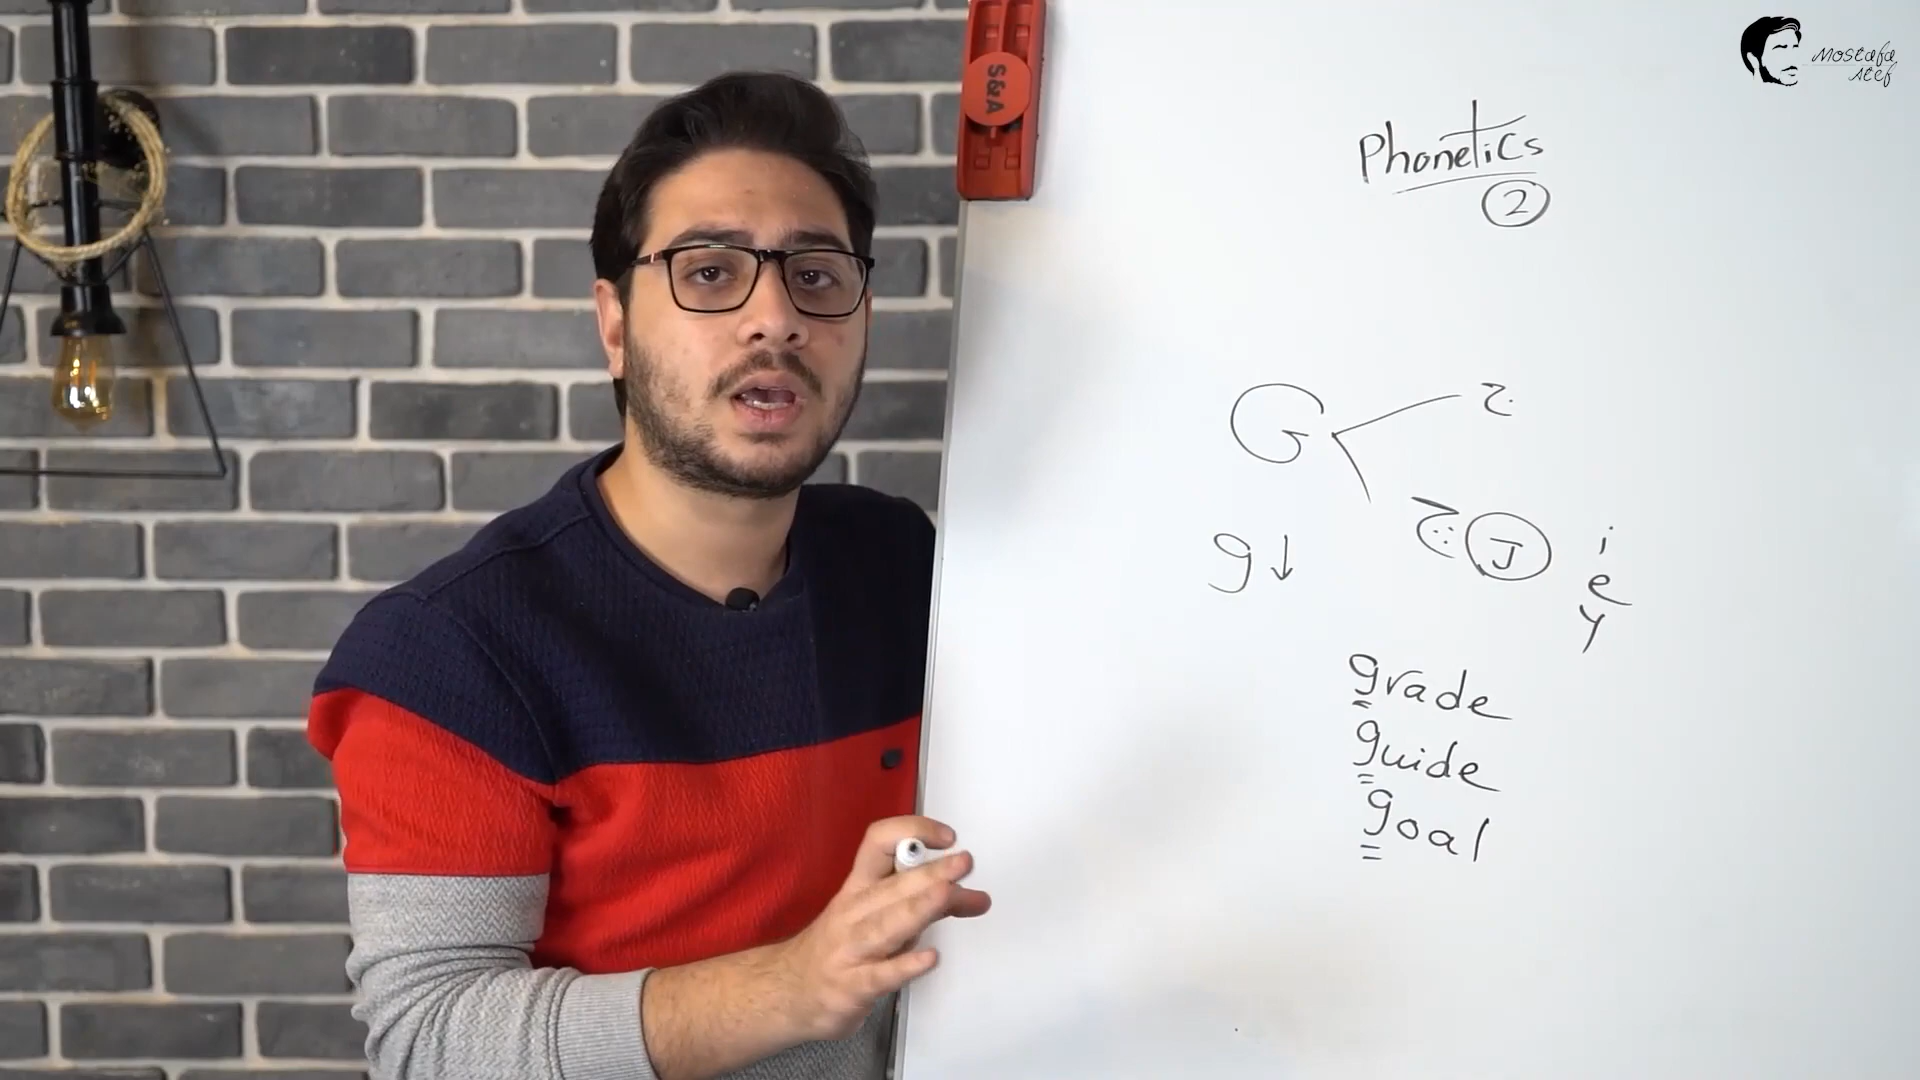 Mostafa
Atef
S&A
Phonetics
2
G
ج
چ J
g↓
i
e
y
grade
guide
goal